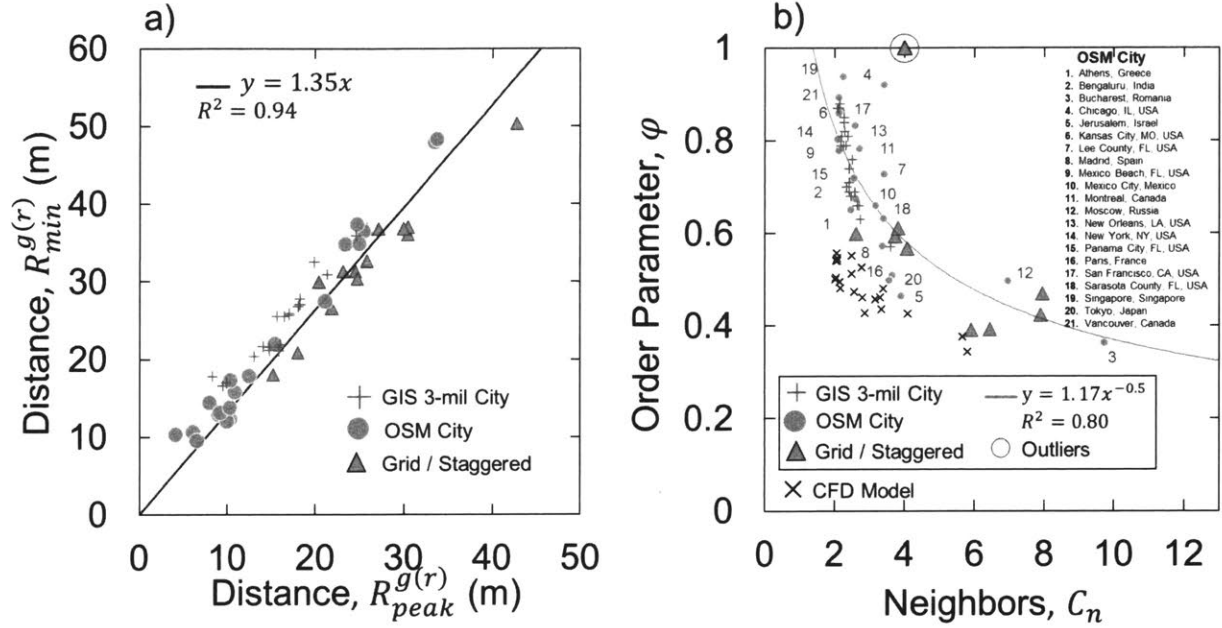 a)
60
50
40
30
20
10
0
Distance, R_{min}^{g(r)} (m)
y = 1.35x
R² = 0.94
GIS 3-mil City
OSM City
Grid / Staggered
0 10 20 30 40 50
Distance, R_{peak}^{g(r)} (m)
b)
1
0.8
0.6
0.4
0.2
0
Order Parameter, φ
19
4
21
6
17
14
13
9
11
15
7
2
10
1
18
8
16
20
12
5
3
OSM City
1. Athens, Greece
2. Bengaluru, India
3. Bucharest, Romania
4. Chicago, IL, USA
5. Jerusalem, Israel
6. Kansas City, MO, USA
7. Lee County, FL, USA
8. Madrid, Spain
9. Mexico Beach, FL, USA
10. Mexico City, Mexico
11. Montreal, Canada
12. Moscow, Russia
13. New Orleans, LA, USA
14. New York, NY, USA
15. Panama City, FL, USA
16. Paris, France
17. San Francisco, CA, USA
18. Sarasota County, FL, USA
19. Singapore, Singapore
20. Tokyo, Japan
21. Vancouver, Canada
GIS 3-mil City
OSM City
Grid / Staggered
y = 1.17x^{-0.5}
R² = 0.80
Outliers
CFD Model
0 2 4 6 8 10 12
Neighbors, C_n